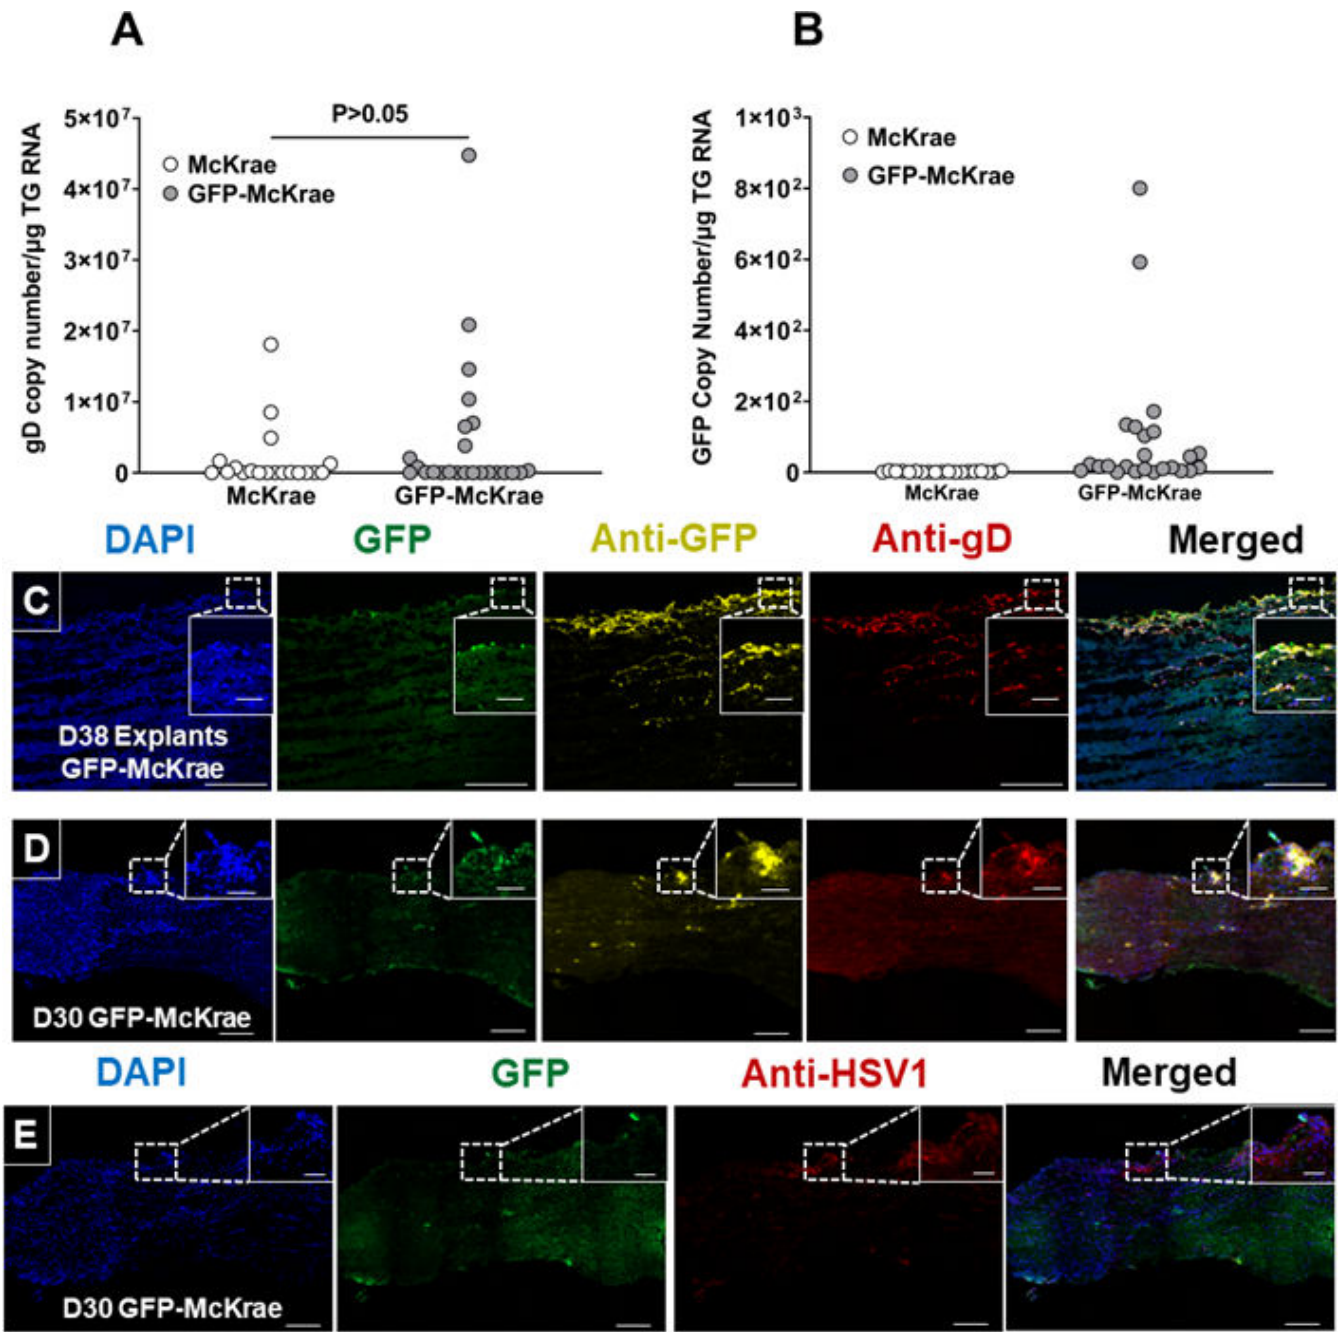 A
B
gD copy number/µg TG RNA
5×10⁷
4×10⁷
3×10⁷
2×10⁷
1×10⁷
0
P>0.05
McKrae
GFP-McKrae
McKrae
GFP-McKrae
GFP Copy Number/µg TG RNA
1×10³
8×10²
6×10²
4×10²
2×10²
0
McKrae
GFP-McKrae
McKrae
GFP-McKrae
DAPI
GFP
Anti-GFP
Anti-gD
Merged
C
D38 Explants
GFP-McKrae
D
D30 GFP-McKrae
DAPI
GFP
Anti-HSV1
Merged
E
D30 GFP-McKrae